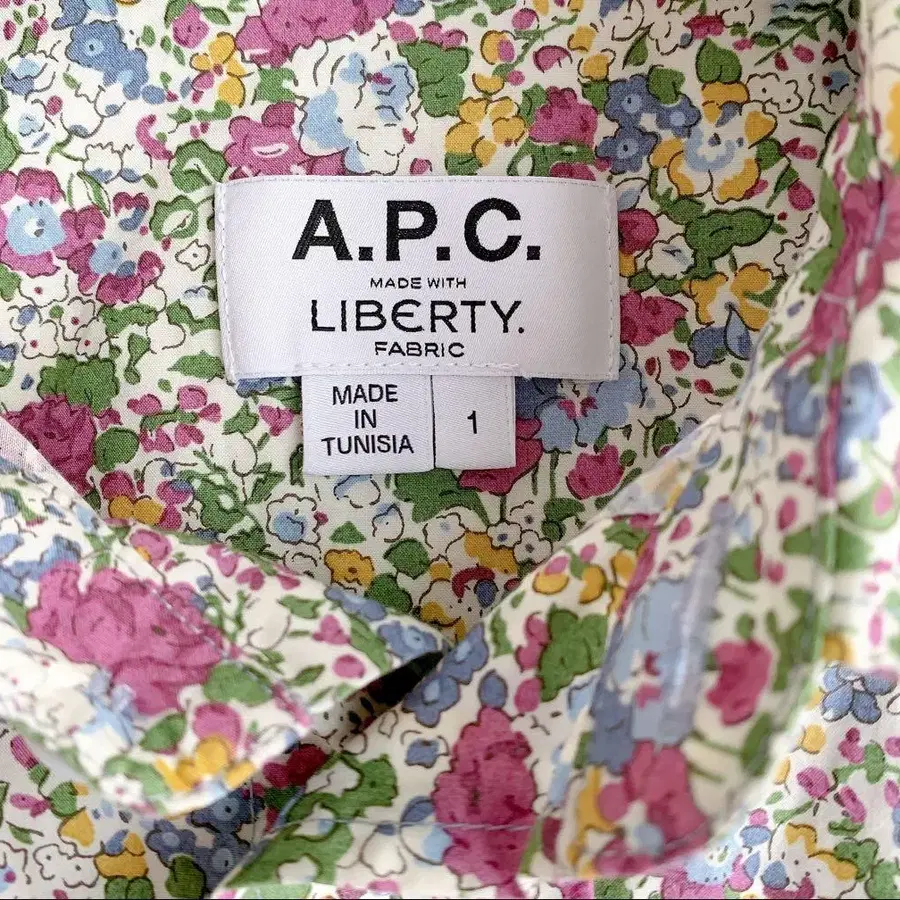 A.P.C.
MADE WITH
LIBERTY.
FABRIC
MADE
IN
TUNISIA
1